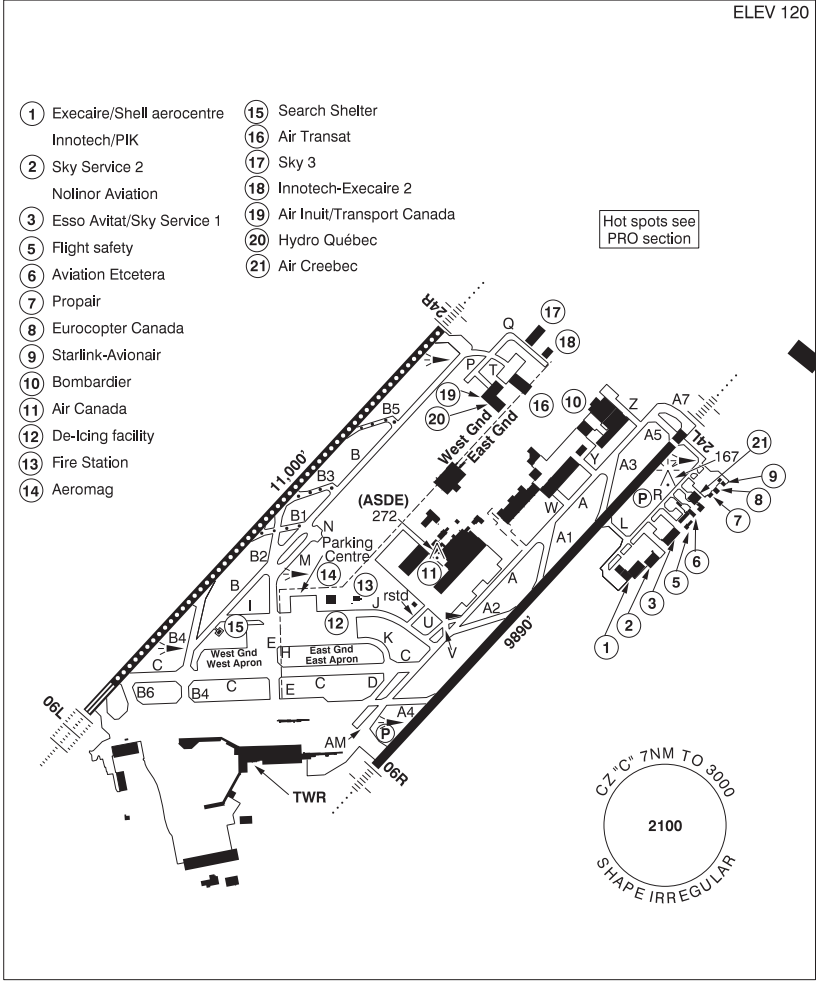 ELEV 120
1 Execaire/Shell aerocentre
Innotech/PIK
2 Sky Service 2
Nolinor Aviation
3 Esso Avitat/Sky Service 1
5 Flight safety
6 Aviation Etcetera
7 Propair
8 Eurocopter Canada
9 Starlink-Avionair
10 Bombardier
11 Air Canada
12 De-Icing facility
13 Fire Station
14 Aeromag
15 Search Shelter
16 Air Transat
17 Sky 3
18 Innotech-Execaire 2
19 Air Inuit/Transport Canada
20 Hydro Québec
21 Air Creebec
Hot spots see
PRO section
24R
Q
17
18
P
T
19
20
16
10
Z
A7
B5
West Gnd
East Gnd
A5
24L
21
B
Y
A3
167
9
11,000'
B3
(ASDE)
272
P
R
8
B1
N
W
A
L
7
Parking
Centre
A1
6
B2
M
14
13
11
5
B
rstd
A
3
I
J
A2
2
15
12
U
9890'
1
B4
E
K
West Gnd
West Apron
H
East Gnd
East Apron
C
C
B6
B4
C
E
C
D
06L
A4
AM
P
06R
TWR
CZ "C" 7NM TO 3000
2100
SHAPE IRREGULAR